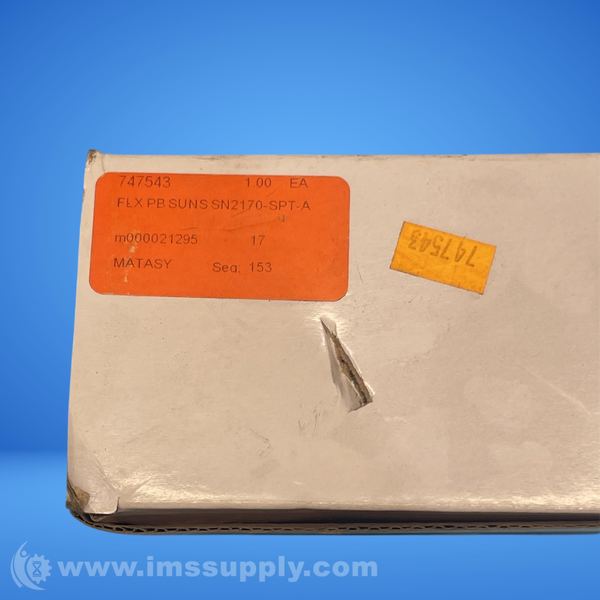 747543 1.00 EA
FLX PB SUNS SN2170-SPT-A
m000021295 17
MATASY Seq. 153
747543
www.imssupply.com